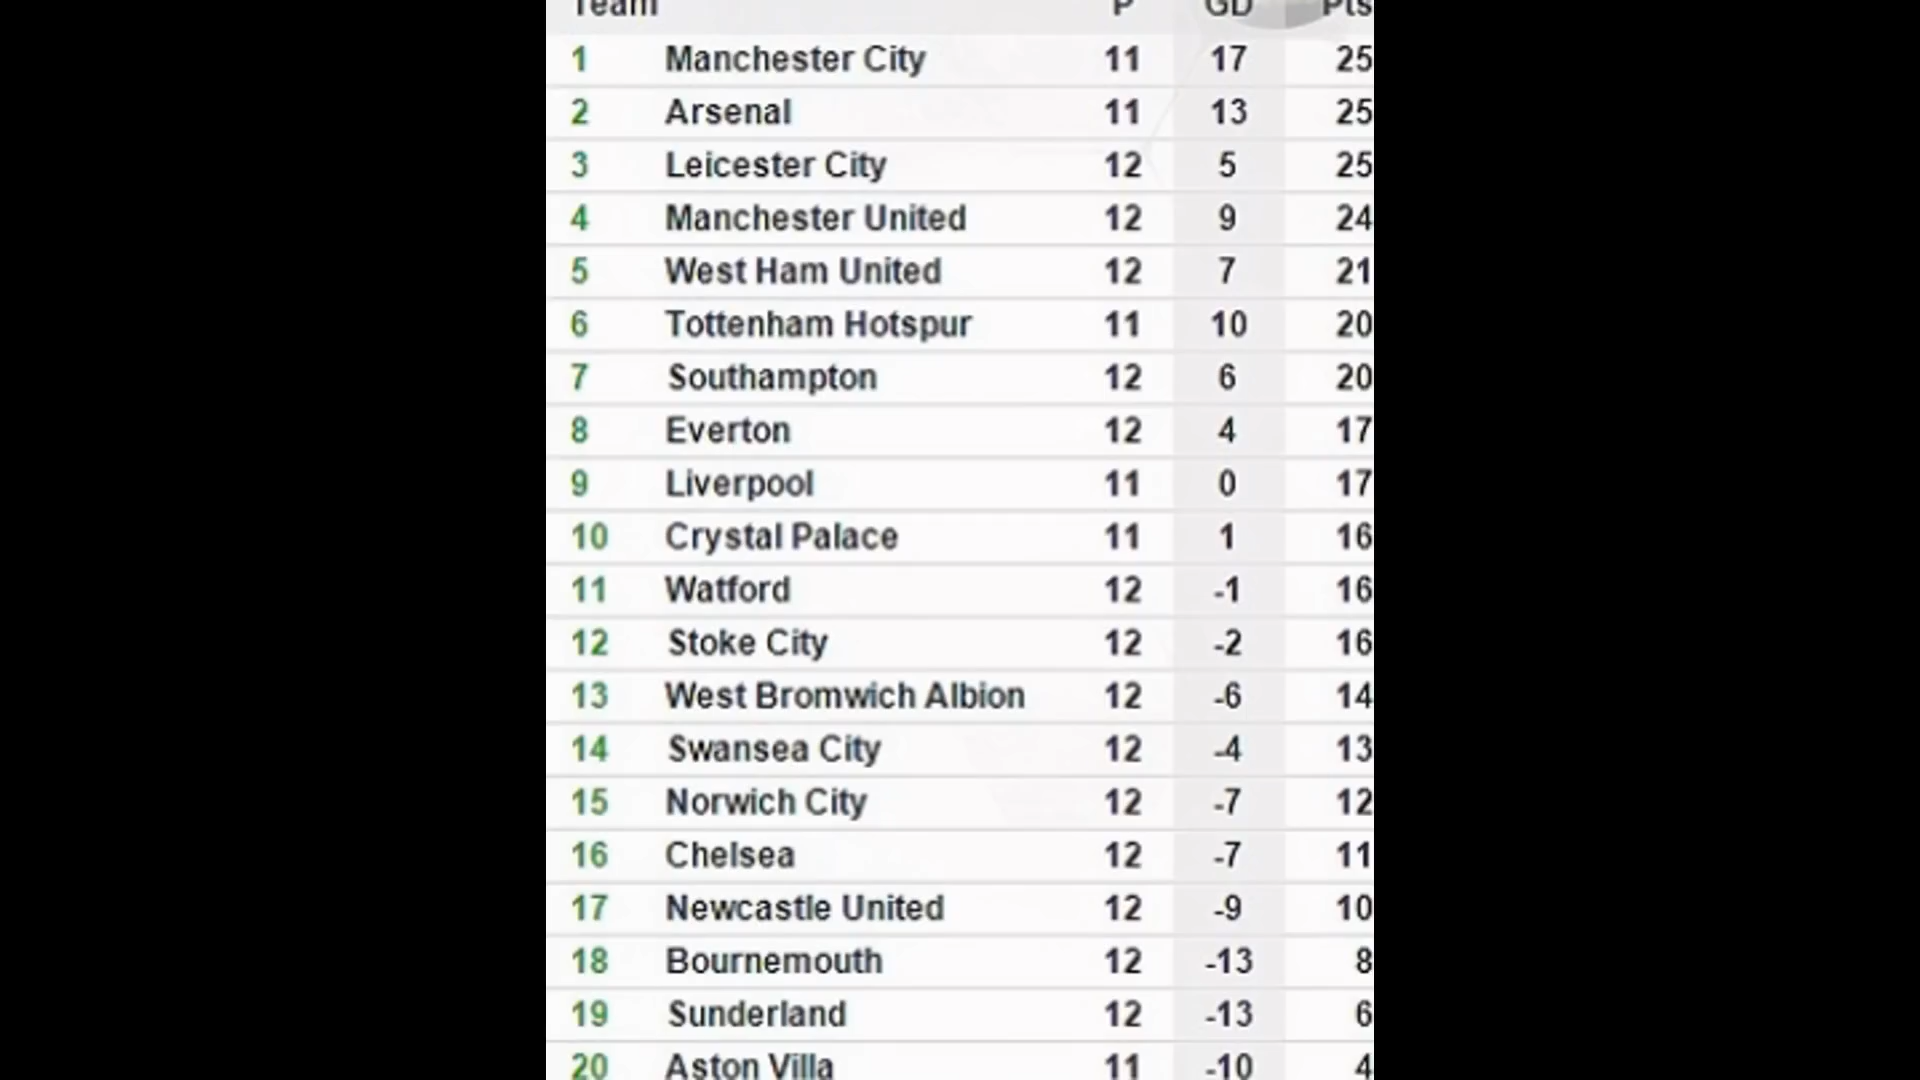 Team P GD Pts
1 Manchester City 11 17 25
2 Arsenal 11 13 25
3 Leicester City 12 5 25
4 Manchester United 12 9 24
5 West Ham United 12 7 21
6 Tottenham Hotspur 11 10 20
7 Southampton 12 6 20
8 Everton 12 4 17
9 Liverpool 11 0 17
10 Crystal Palace 11 1 16
11 Watford 12 -1 16
12 Stoke City 12 -2 16
13 West Bromwich Albion 12 -6 14
14 Swansea City 12 -4 13
15 Norwich City 12 -7 12
16 Chelsea 12 -7 11
17 Newcastle United 12 -9 10
18 Bournemouth 12 -13 8
19 Sunderland 12 -13 6
20 Aston Villa 11 -10 4